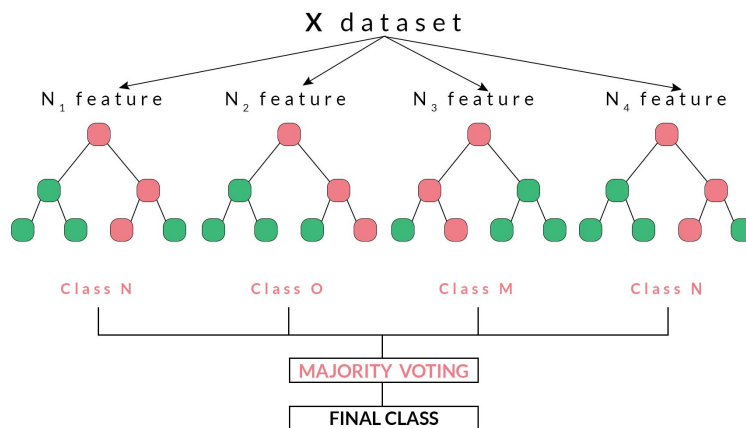 X dataset
N₁ feature
N₂ feature
N₃ feature
N₄ feature
Class N
Class O
Class M
Class N
MAJORITY VOTING
FINAL CLASS